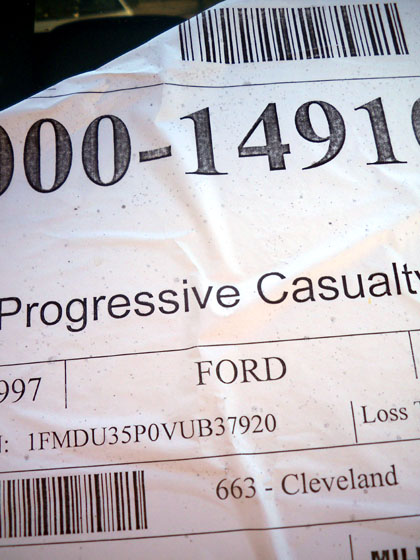 000-1491
Progressive Casualty
997 FORD
N: 1FMDU35P0VUB37920 Loss
663 - Cleveland